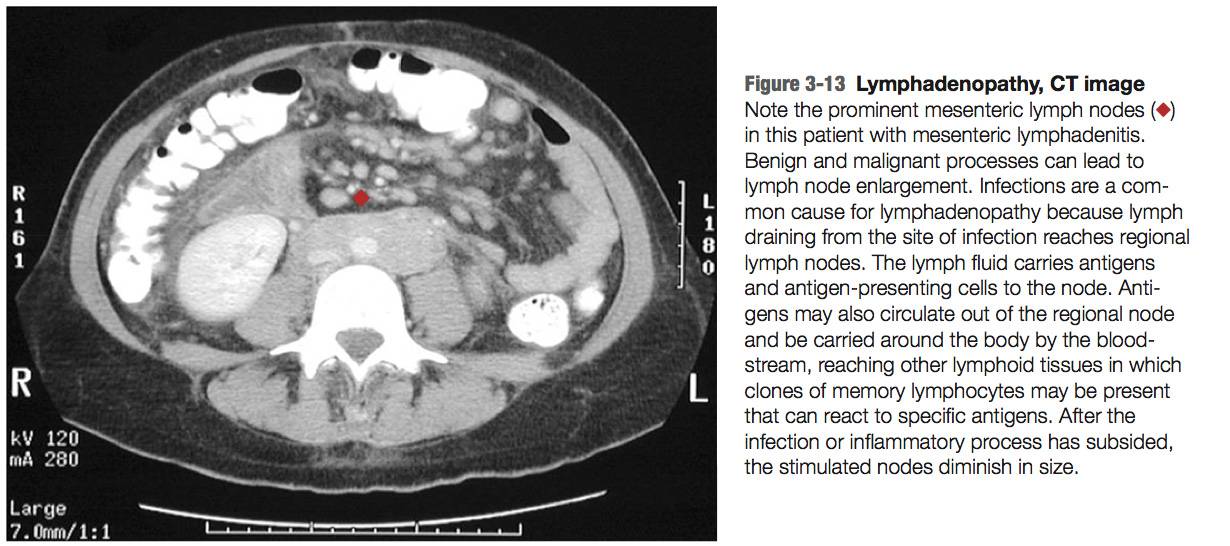 R
161
L
180
R
L
kV 120
mA 280
Large
7.0mm/1:1
Figure 3-13 Lymphadenopathy, CT image
Note the prominent mesenteric lymph nodes (◆)
in this patient with mesenteric lymphadenitis.
Benign and malignant processes can lead to
lymph node enlargement. Infections are a com-
mon cause for lymphadenopathy because lymph
draining from the site of infection reaches regional
lymph nodes. The lymph fluid carries antigens
and antigen-presenting cells to the node. Anti-
gens may also circulate out of the regional node
and be carried around the body by the blood-
stream, reaching other lymphoid tissues in which
clones of memory lymphocytes may be present
that can react to specific antigens. After the
infection or inflammatory process has subsided,
the stimulated nodes diminish in size.